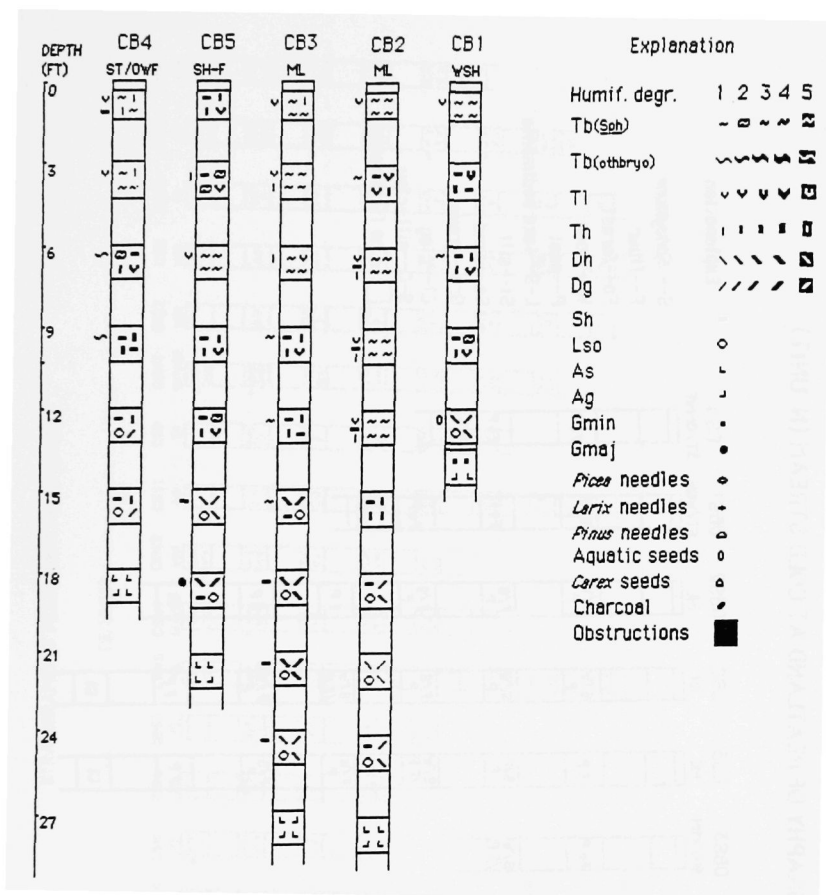 DEPTH
(FT)
CB4 CB5 CB3 CB2 CB1
ST/OWF SH-F ML ML WSH
0
3
6
9
12
15
18
21
24
27
Explanation
Humif. degr. 1 2 3 4 5
Tb(Sph)
Tb(othbryo)
Tl
Th
Dh
Dg
Sh
Lso
As
Ag
Gmin
Gmaj
Picea needles
Larix needles
Pinus needles
Aquatic seeds
Carex seeds
Charcoal
Obstructions